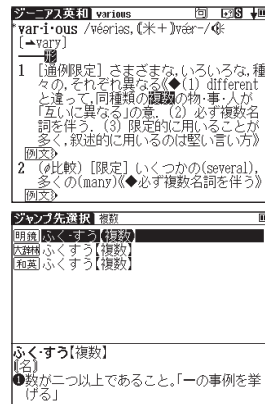 ジーニアス英和 various
*var·i·ous /véəriəs,《米+》vǽr-/
[→vary]
──形
1 [通例限定] さまざまな,いろいろな,種
々の,それぞれ異なる《◆(1) different
と違って,同種類の複数の物·事·人が
「互いに異なる」の意. (2) 必ず複数名
詞を伴う. (3) 限定的に用いることが
多く,叙述的に用いるのは堅い言い方》
例文
2 (比較) [限定] いくつかの(several),
多くの(many)《◆必ず複数名詞を伴う》
例文
ジャンプ先選択 複数
明鏡 ふく·すう【複数】
大辞林 ふくすう【複数】
和英 ふくすう【複数】
ふく·すう【複数】
〘名〙
❶数が二つ以上であること。「―の事例を挙
げる」